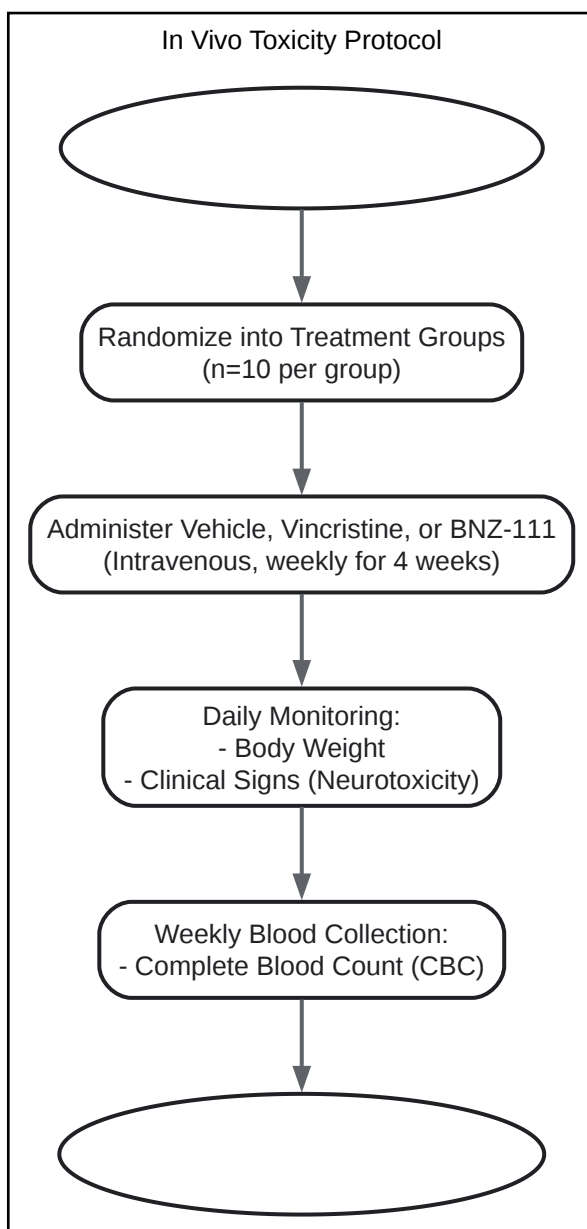 In Vivo Toxicity Protocol
Randomize into Treatment Groups
(n=10 per group)
Administer Vehicle, Vincristine, or BNZ-111
(Intravenous, weekly for 4 weeks)
Daily Monitoring:
- Body Weight
- Clinical Signs (Neurotoxicity)
Weekly Blood Collection:
- Complete Blood Count (CBC)